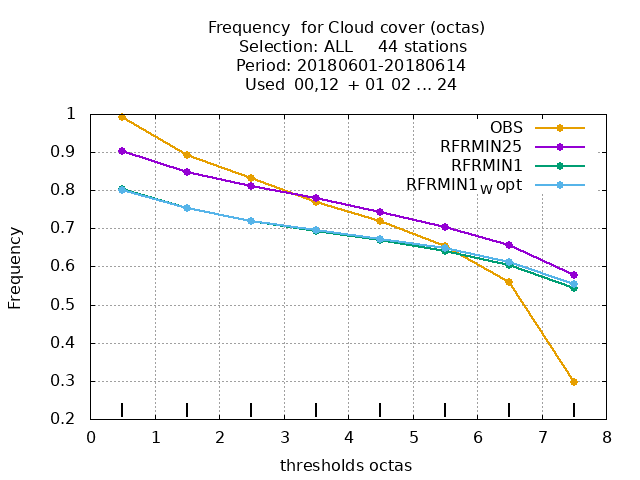 Frequency  for Cloud cover (octas)
Selection: ALL     44 stations
Period: 20180601-20180614
Used  00,12  + 01 02 ... 24
OBS
RFRMIN25
RFRMIN1
RFRMIN1w opt
1
0.9
0.8
0.7
0.6
0.5
0.4
0.3
0.2
Frequency
0 1 2 3 4 5 6 7 8
thresholds octas